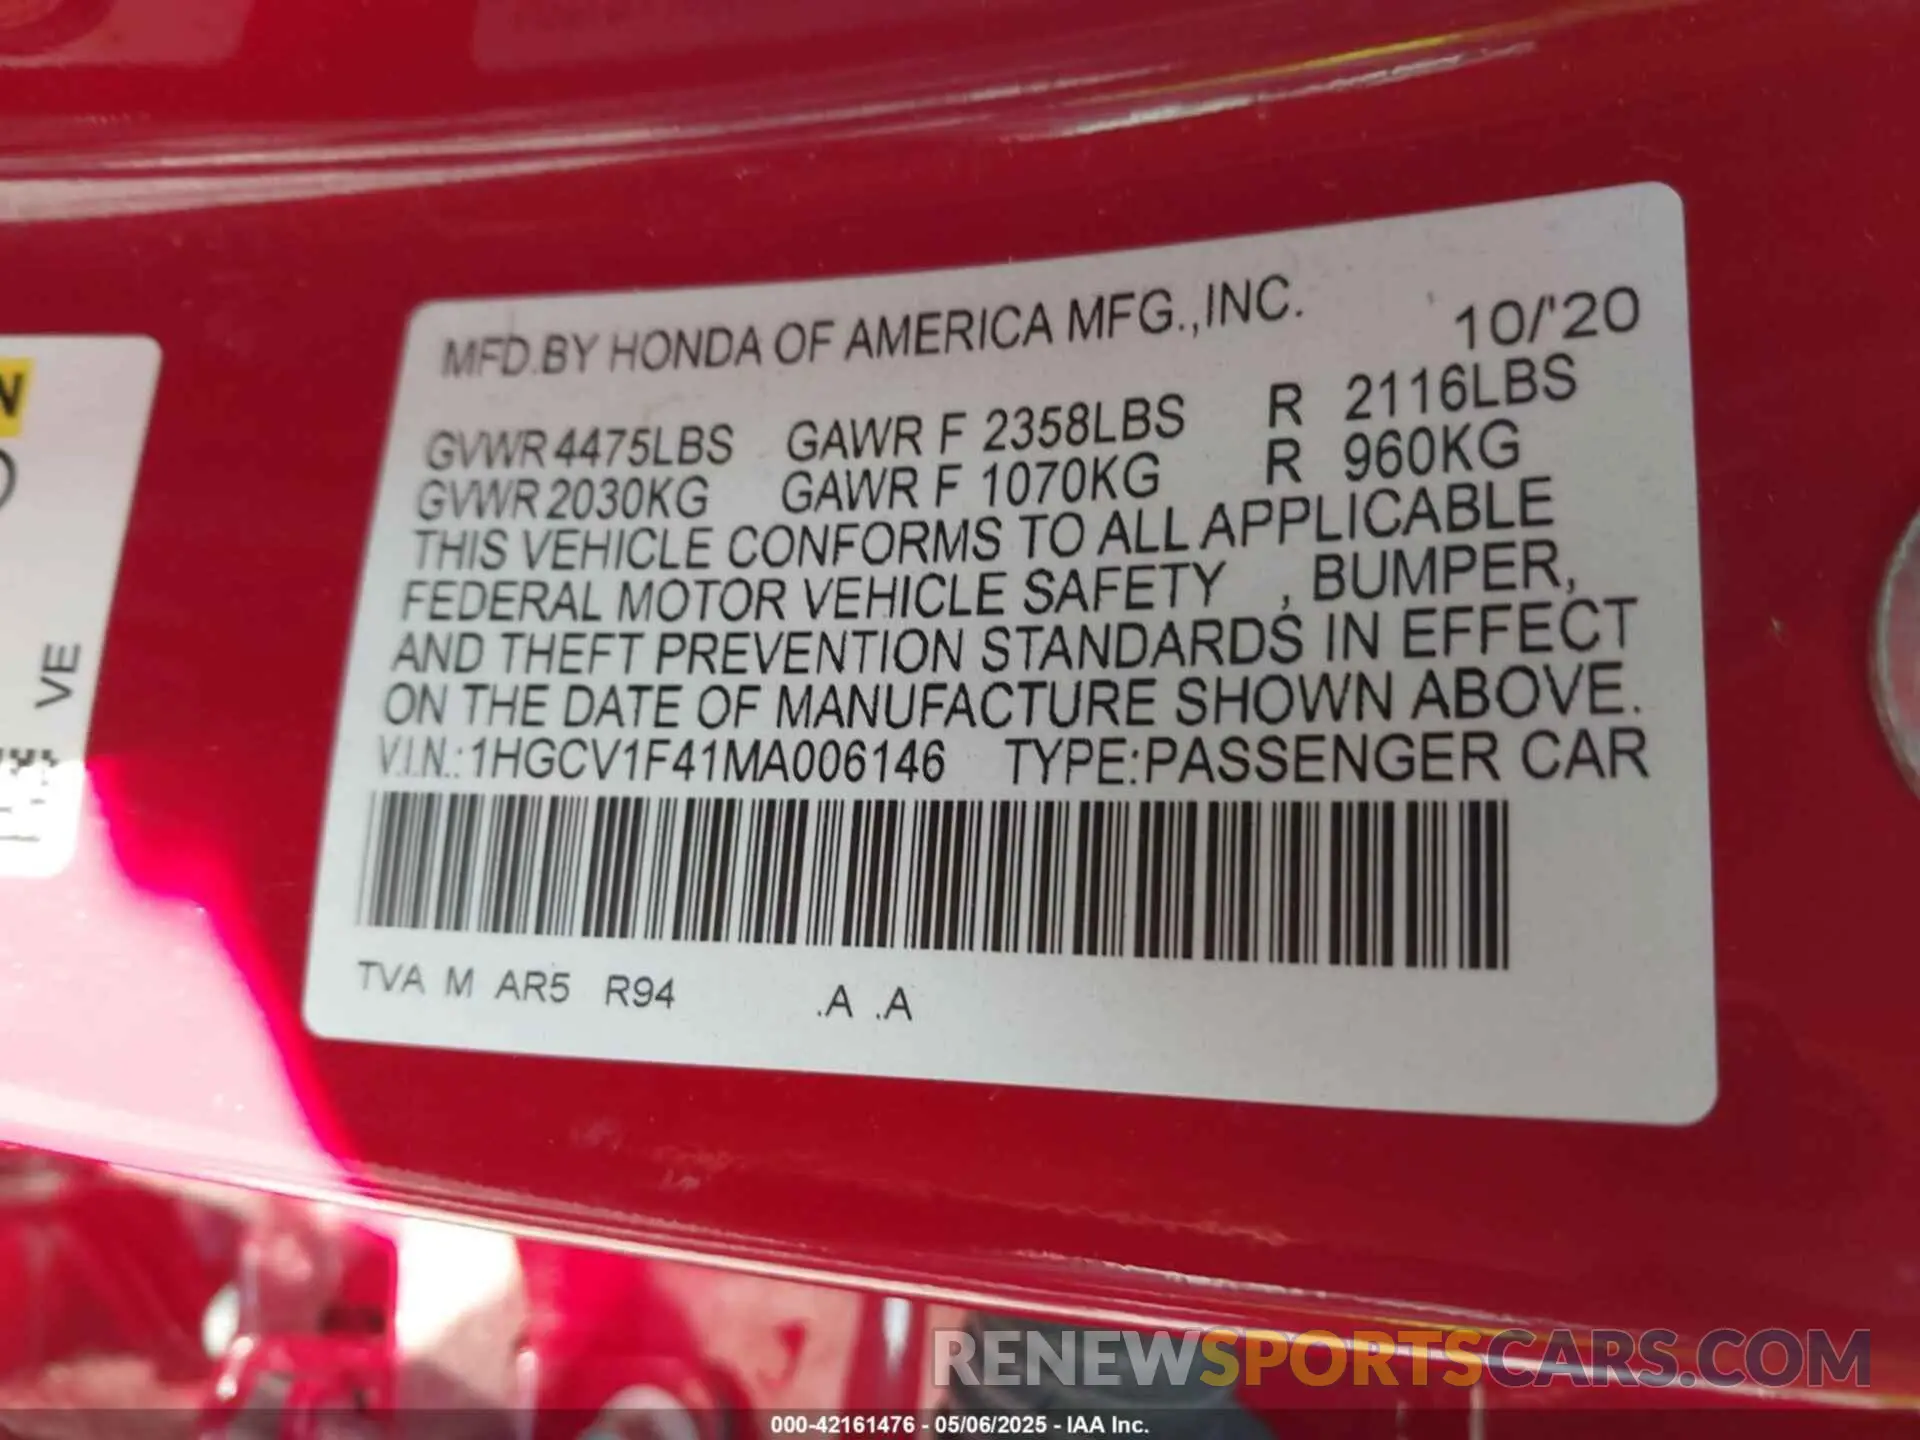 MFD.BY HONDA OF AMERICA MFG.,INC. 10/'20
GVWR 4475LBS GAWR F 2358LBS R 2116LBS
GVWR 2030KG GAWR F 1070KG R 960KG
THIS VEHICLE CONFORMS TO ALL APPLICABLE
FEDERAL MOTOR VEHICLE SAFETY , BUMPER,
AND THEFT PREVENTION STANDARDS IN EFFECT
ON THE DATE OF MANUFACTURE SHOWN ABOVE.
V.I.N.: 1HGCV1F41MA006146 TYPE:PASSENGER CAR
TVA M AR5 R94 .A .A
N
VE
RENEWSPORTSCARS.COM
000-42161476 - 05/06/2025 - IAA Inc.